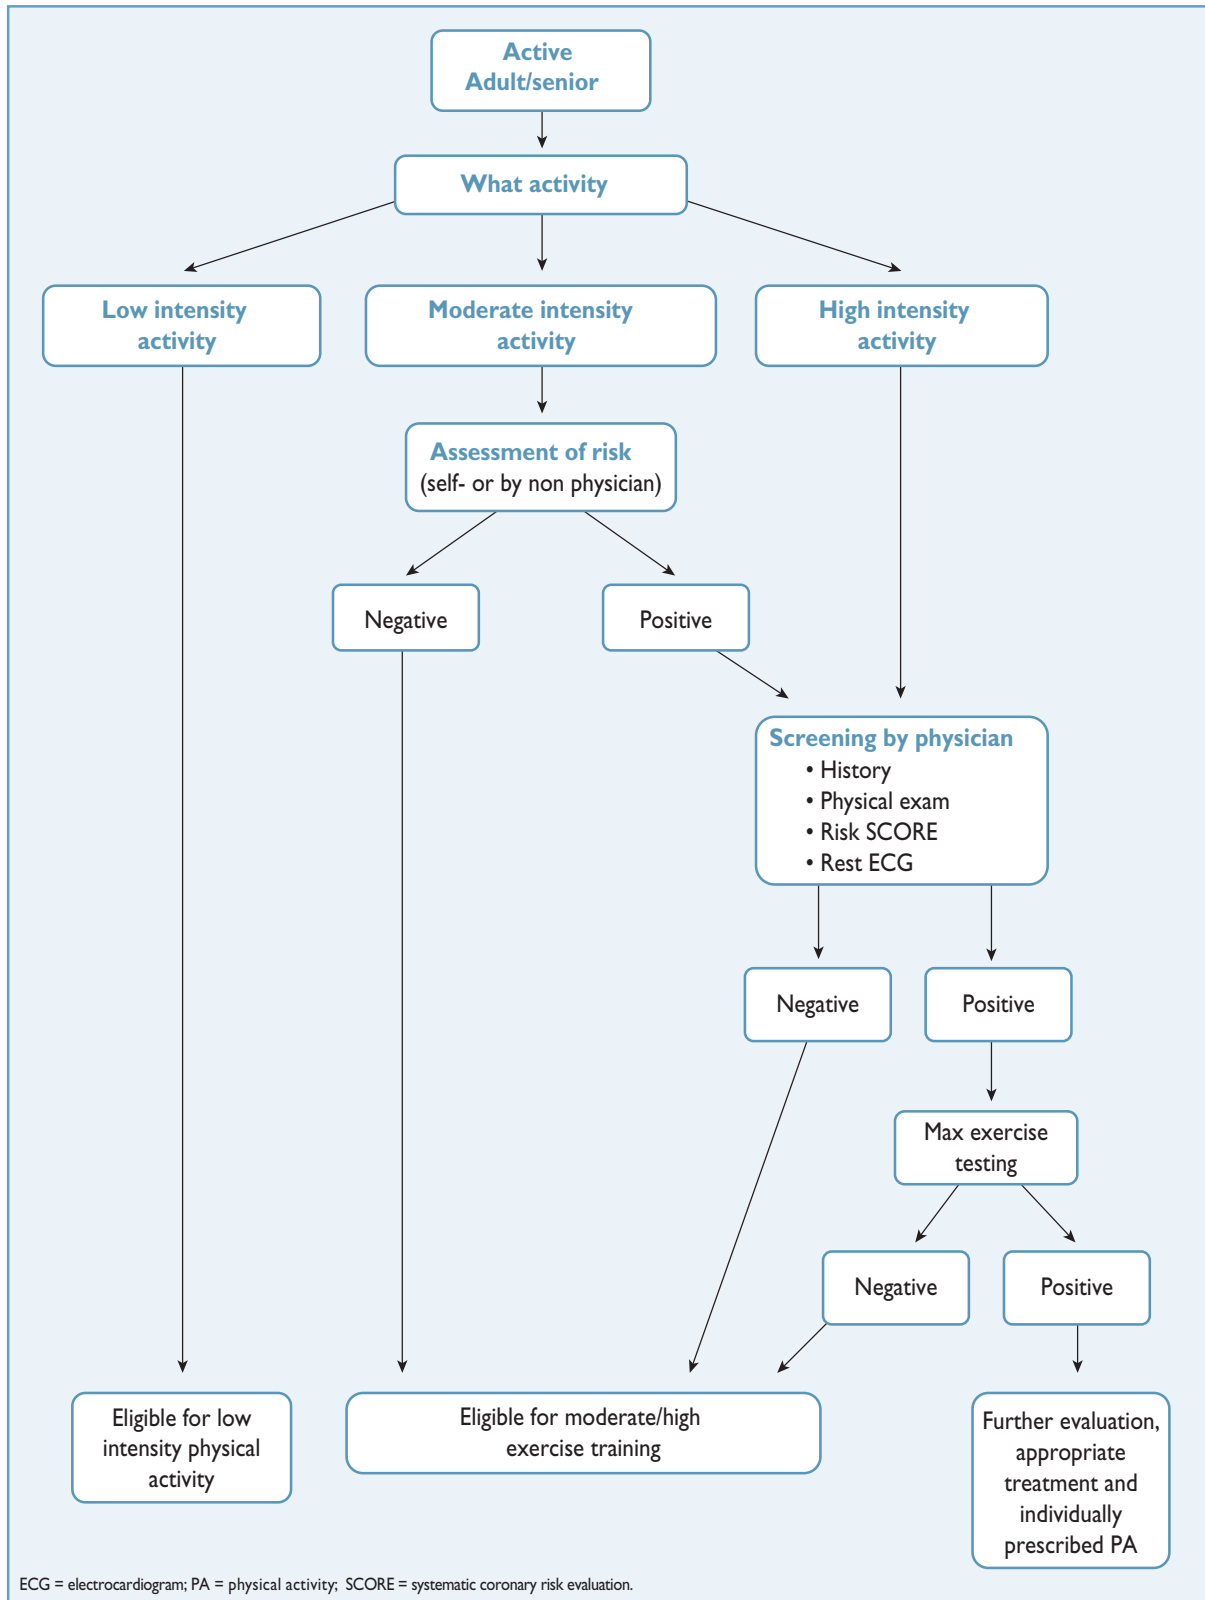 Active
Adult/senior
What activity
Low intensity
activity
Moderate intensity
activity
High intensity
activity
Assessment of risk
(self- or by non physician)
Negative
Positive
Screening by physician
• History
• Physical exam
• Risk SCORE
• Rest ECG
Negative
Positive
Max exercise
testing
Negative
Positive
Eligible for low
intensity physical
activity
Eligible for moderate/high
exercise training
Further evaluation,
appropriate
treatment and
individually
prescribed PA
ECG = electrocardiogram; PA = physical activity; SCORE = systematic coronary risk evaluation.